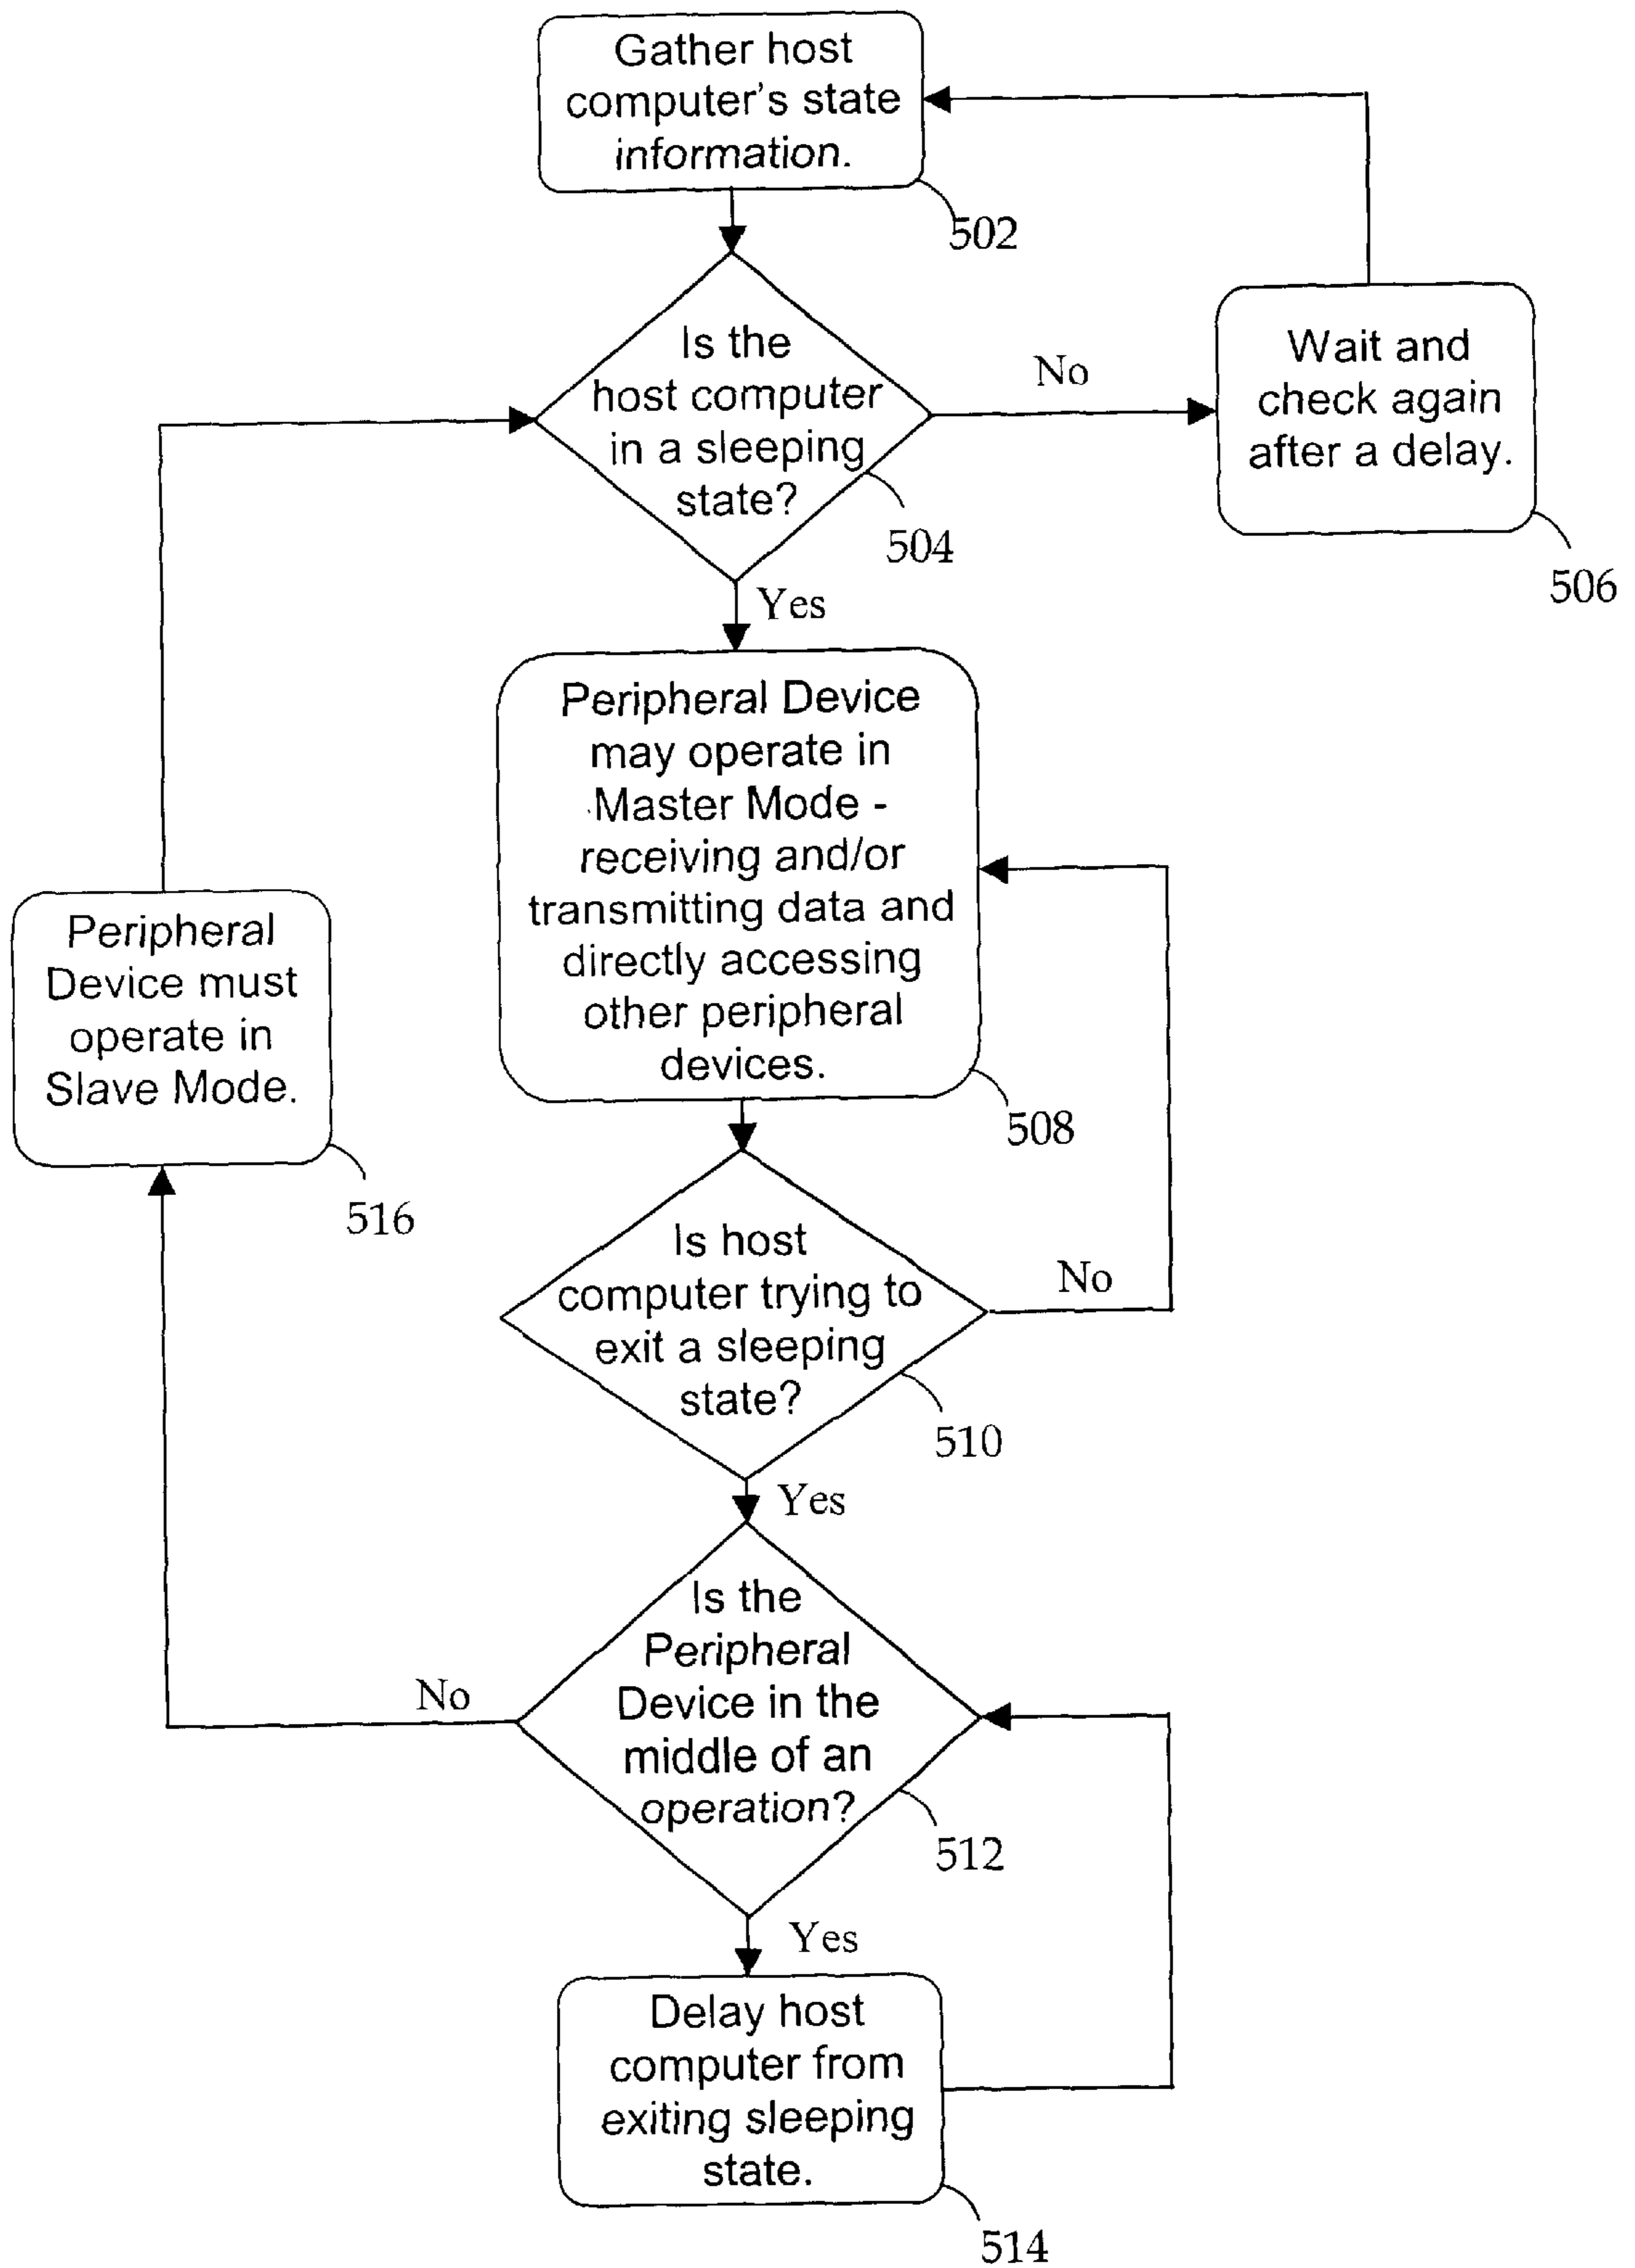 Gather host
computer's state
information.
502
Is the
host computer
in a sleeping
state?
504
No
Wait and
check again
after a delay.
506
Yes
Peripheral Device
may operate in
Master Mode -
receiving and/or
transmitting data and
directly accessing
other peripheral
devices.
508
Peripheral
Device must
operate in
Slave Mode.
516
Is host
computer trying to
exit a sleeping
state?
510
No
Yes
Is the
Peripheral
Device in the
middle of an
operation?
512
No
Yes
Delay host
computer from
exiting sleeping
state.
514